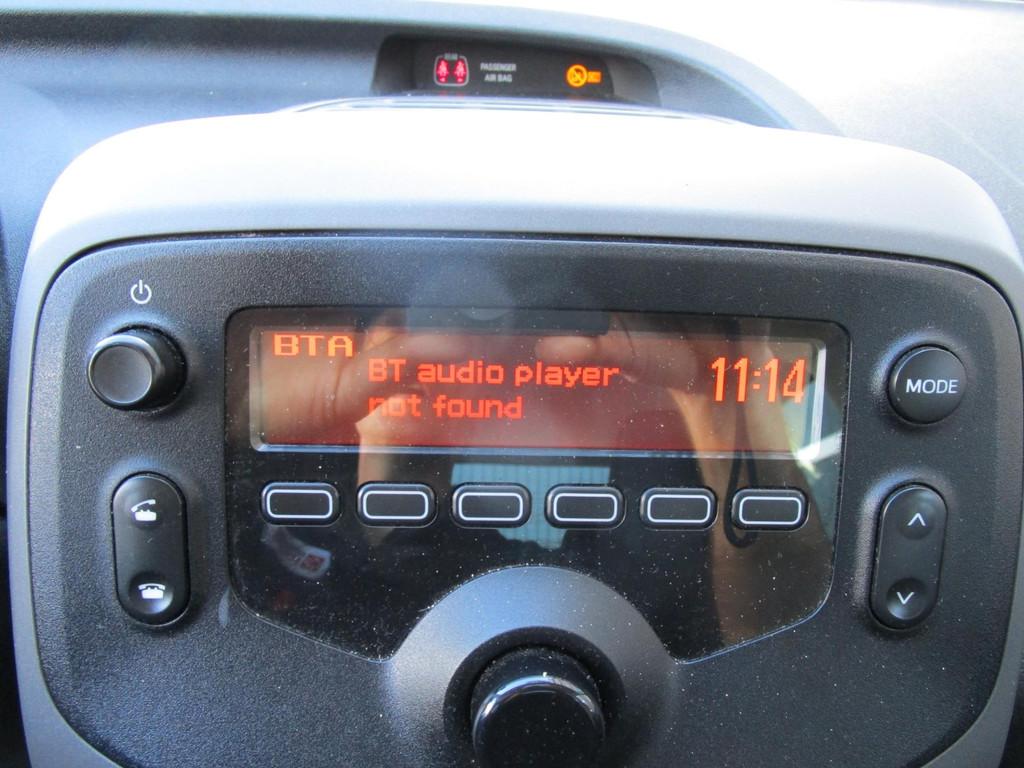 PASSENGER
AIR BAG
BTA
BT audio player
11:14
not found
MODE